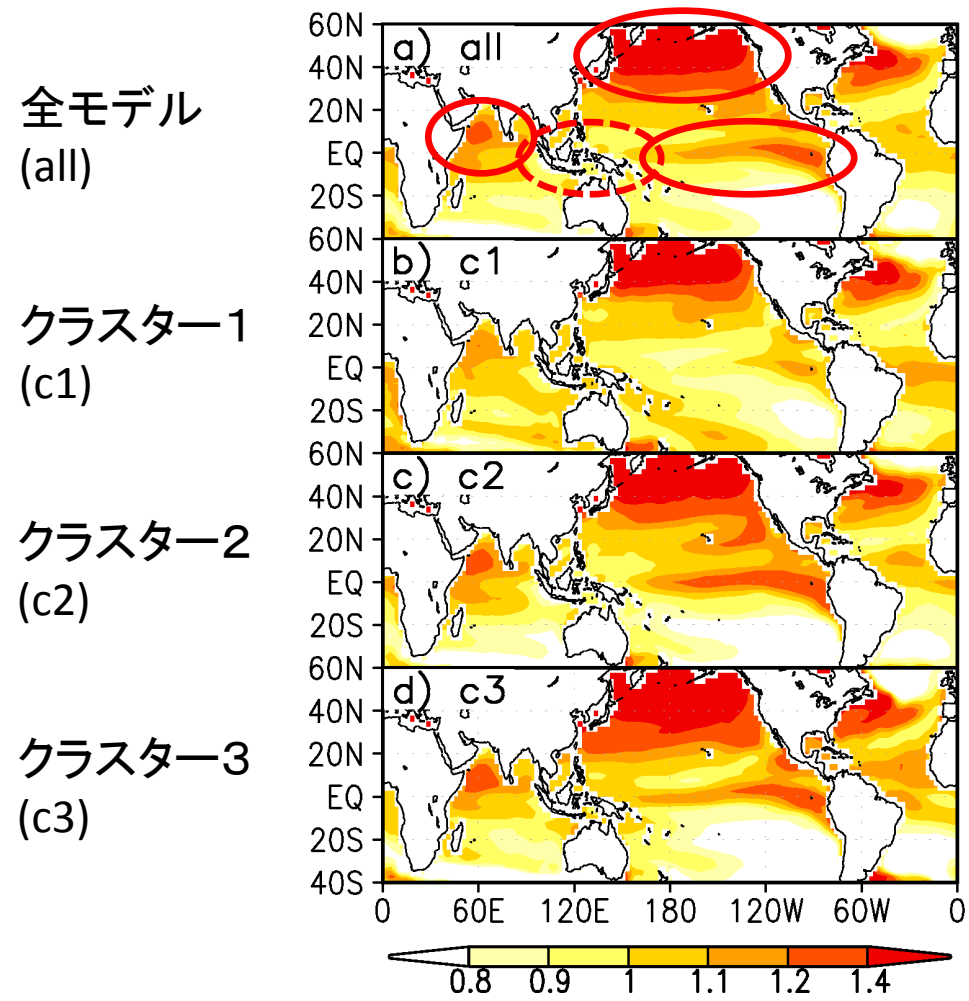 全モデル
(all)
60N
a) all
40N
20N
EQ
20S
クラスター1
(c1)
60N
b) c1
40N
20N
EQ
20S
クラスター2
(c2)
60N
c) c2
40N
20N
EQ
20S
クラスター3
(c3)
60N
d) c3
40N
20N
EQ
20S
40S
0 60E 120E 180 120W 60W 0
0.8 0.9 1 1.1 1.2 1.4